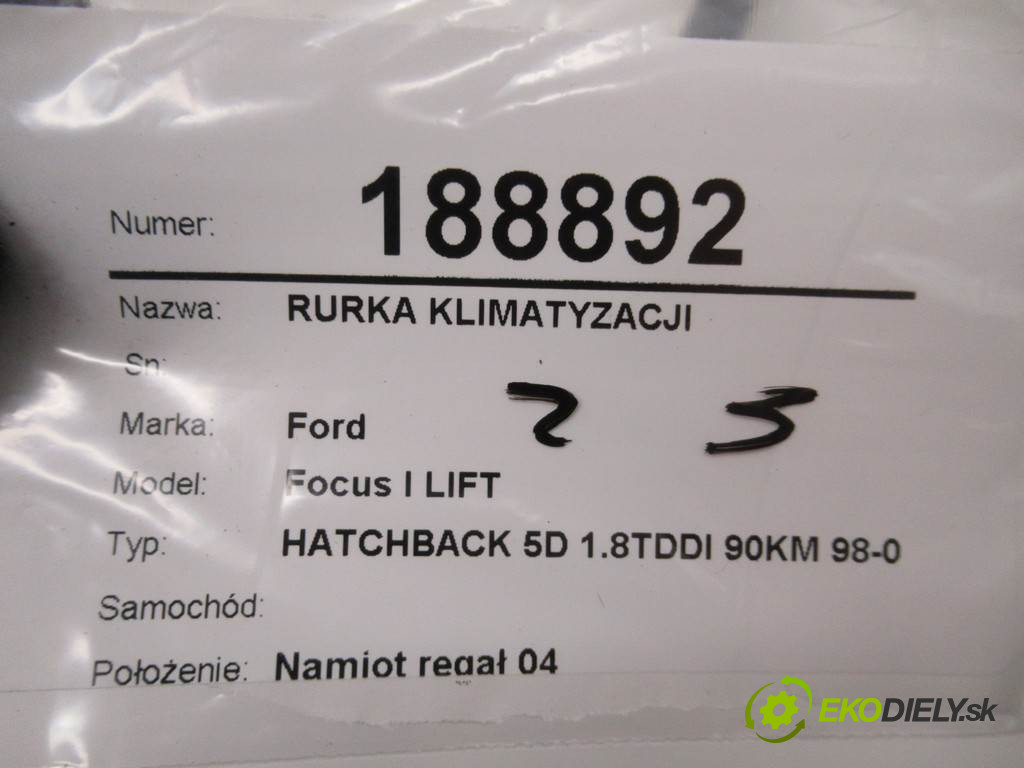 Numer: 188892
Nazwa: RURKA KLIMATYZACJI
Sn:
2 3
Marka: Ford
Model: Focus I LIFT
Typ: HATCHBACK 5D 1.8TDDI 90KM 98-0
Samochód:
Położenie: Namiot regał 04
EKODIELY.sk